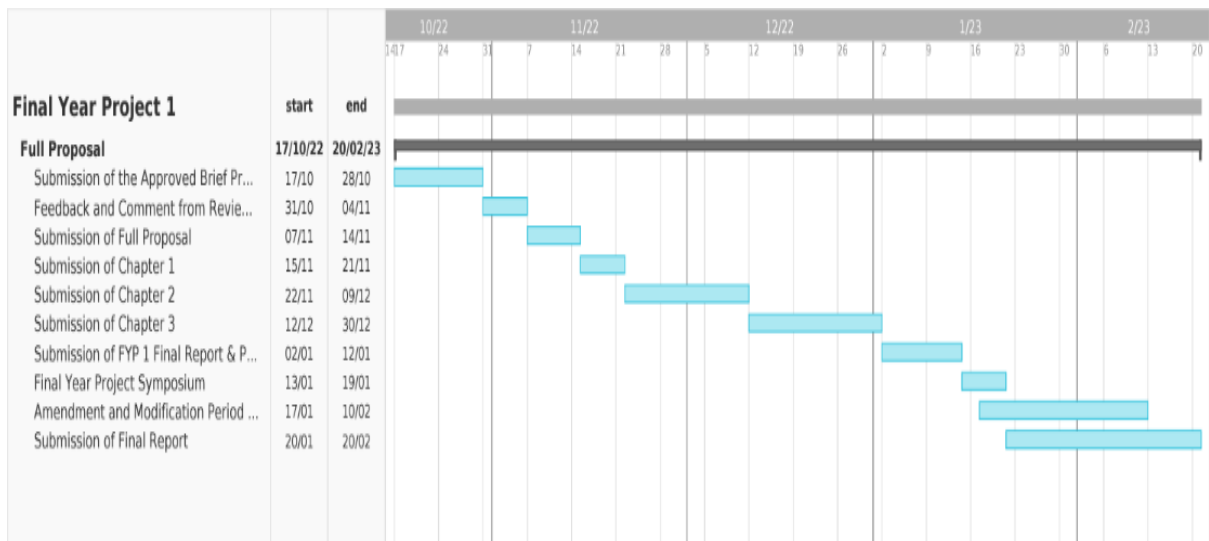 10/22 11/22 12/22 1/23 2/23
14 17 24 31 7 14 21 28 5 12 19 26 2 9 16 23 30 6 13 20
Final Year Project 1 start end
Full Proposal 17/10/22 20/02/23
Submission of the Approved Brief Pr... 17/10 28/10
Feedback and Comment from Revie... 31/10 04/11
Submission of Full Proposal 07/11 14/11
Submission of Chapter 1 15/11 21/11
Submission of Chapter 2 22/11 09/12
Submission of Chapter 3 12/12 30/12
Submission of FYP 1 Final Report & P... 02/01 12/01
Final Year Project Symposium 13/01 19/01
Amendment and Modification Period ... 17/01 10/02
Submission of Final Report 20/01 20/02